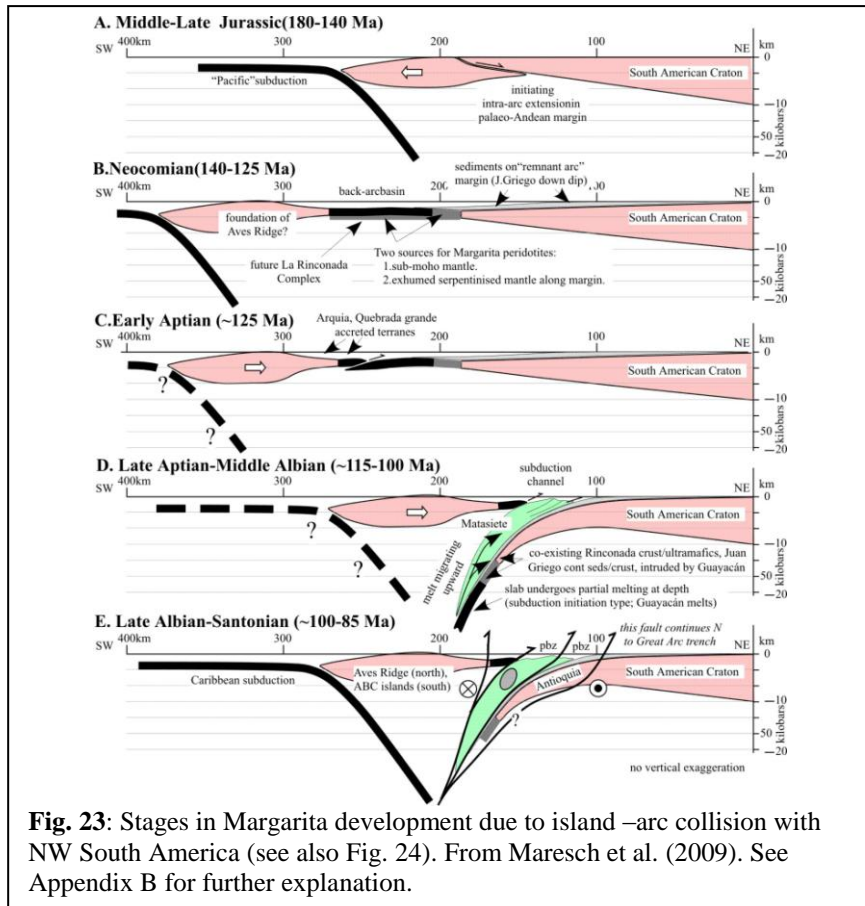 A. Middle-Late Jurassic(180-140 Ma)
SW 400km 300 200 100 NE km
0
"Pacific"subduction
South American Craton
initiating
intra-arc extensionin
palaeo-Andean margin
10
50
20
kilobars
B.Neocomian(140-125 Ma)
sediments on"remnant arc"
margin (J.Griego down dip)
SW 400km 300 back-arcbasin NE km
0
foundation of
Aves Ridge?
South American Craton
future La Rinconada
Complex
Two sources for Margarita peridotites:
1.sub-moho mantle.
2.exhumed serpentinised mantle along margin.
10
50
20
kilobars
C.Early Aptian (~125 Ma)
Arquia, Quebrada grande
accreted terranes
SW 400km 300 200 100 NE km
0
?
South American Craton
?
10
50
20
kilobars
D. Late Aptian-Middle Albian (~115-100 Ma)
subduction
channel
SW 300 200 100 NE km
0
?
Matasiete
South American Craton
?
melt migrating
upward
co-existing Rinconada crust/ultramafics, Juan
Griego cont seds/crust, intruded by Guayacán
slab undergoes partial melting at depth
(subduction initiation type; Guayacán melts)
10
50
20
kilobars
E. Late Albian-Santonian (~100-85 Ma)
this fault continues N
to Great Arc trench
SW 400km 300 200 pbz pbz 100 NE km
0
Caribbean subduction
Aves Ridge (north),
ABC islands (south)
Antioquia
South American Craton
?
10
50
20
kilobars
no vertical exaggeration
Fig. 23: Stages in Margarita development due to island –arc collision with
NW South America (see also Fig. 24). From Maresch et al. (2009). See
Appendix B for further explanation.